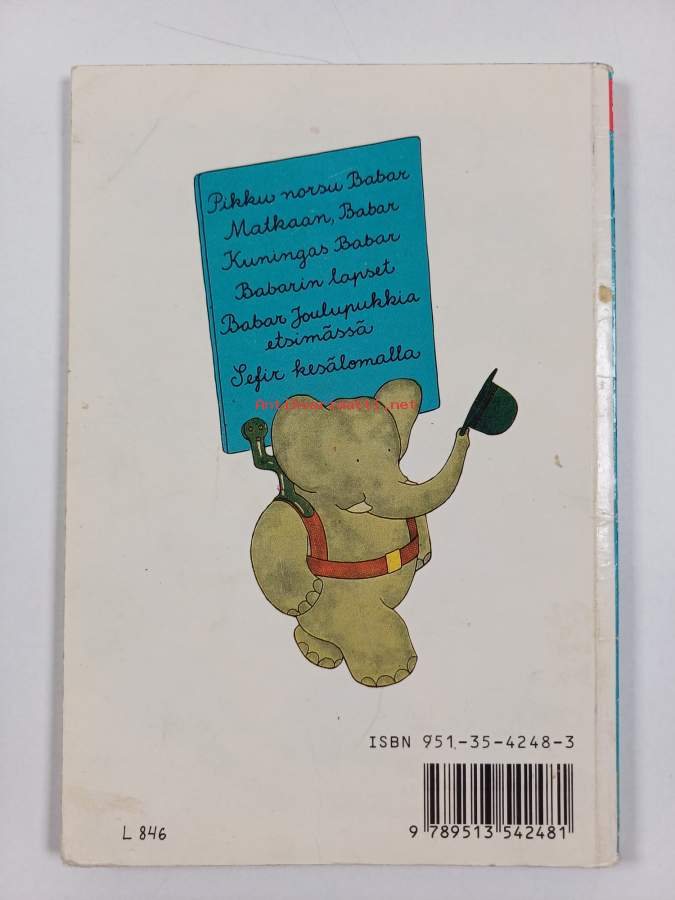 Pikku norsu Babar
Matkaan, Babar
Kuningas Babar
Babarin lapset
Babar Joulupukkia
etsimässä
Sefir kesälomalla
Antikvariaatti.net
ISBN 951-35-4248-3
9 789513 542481
L 846